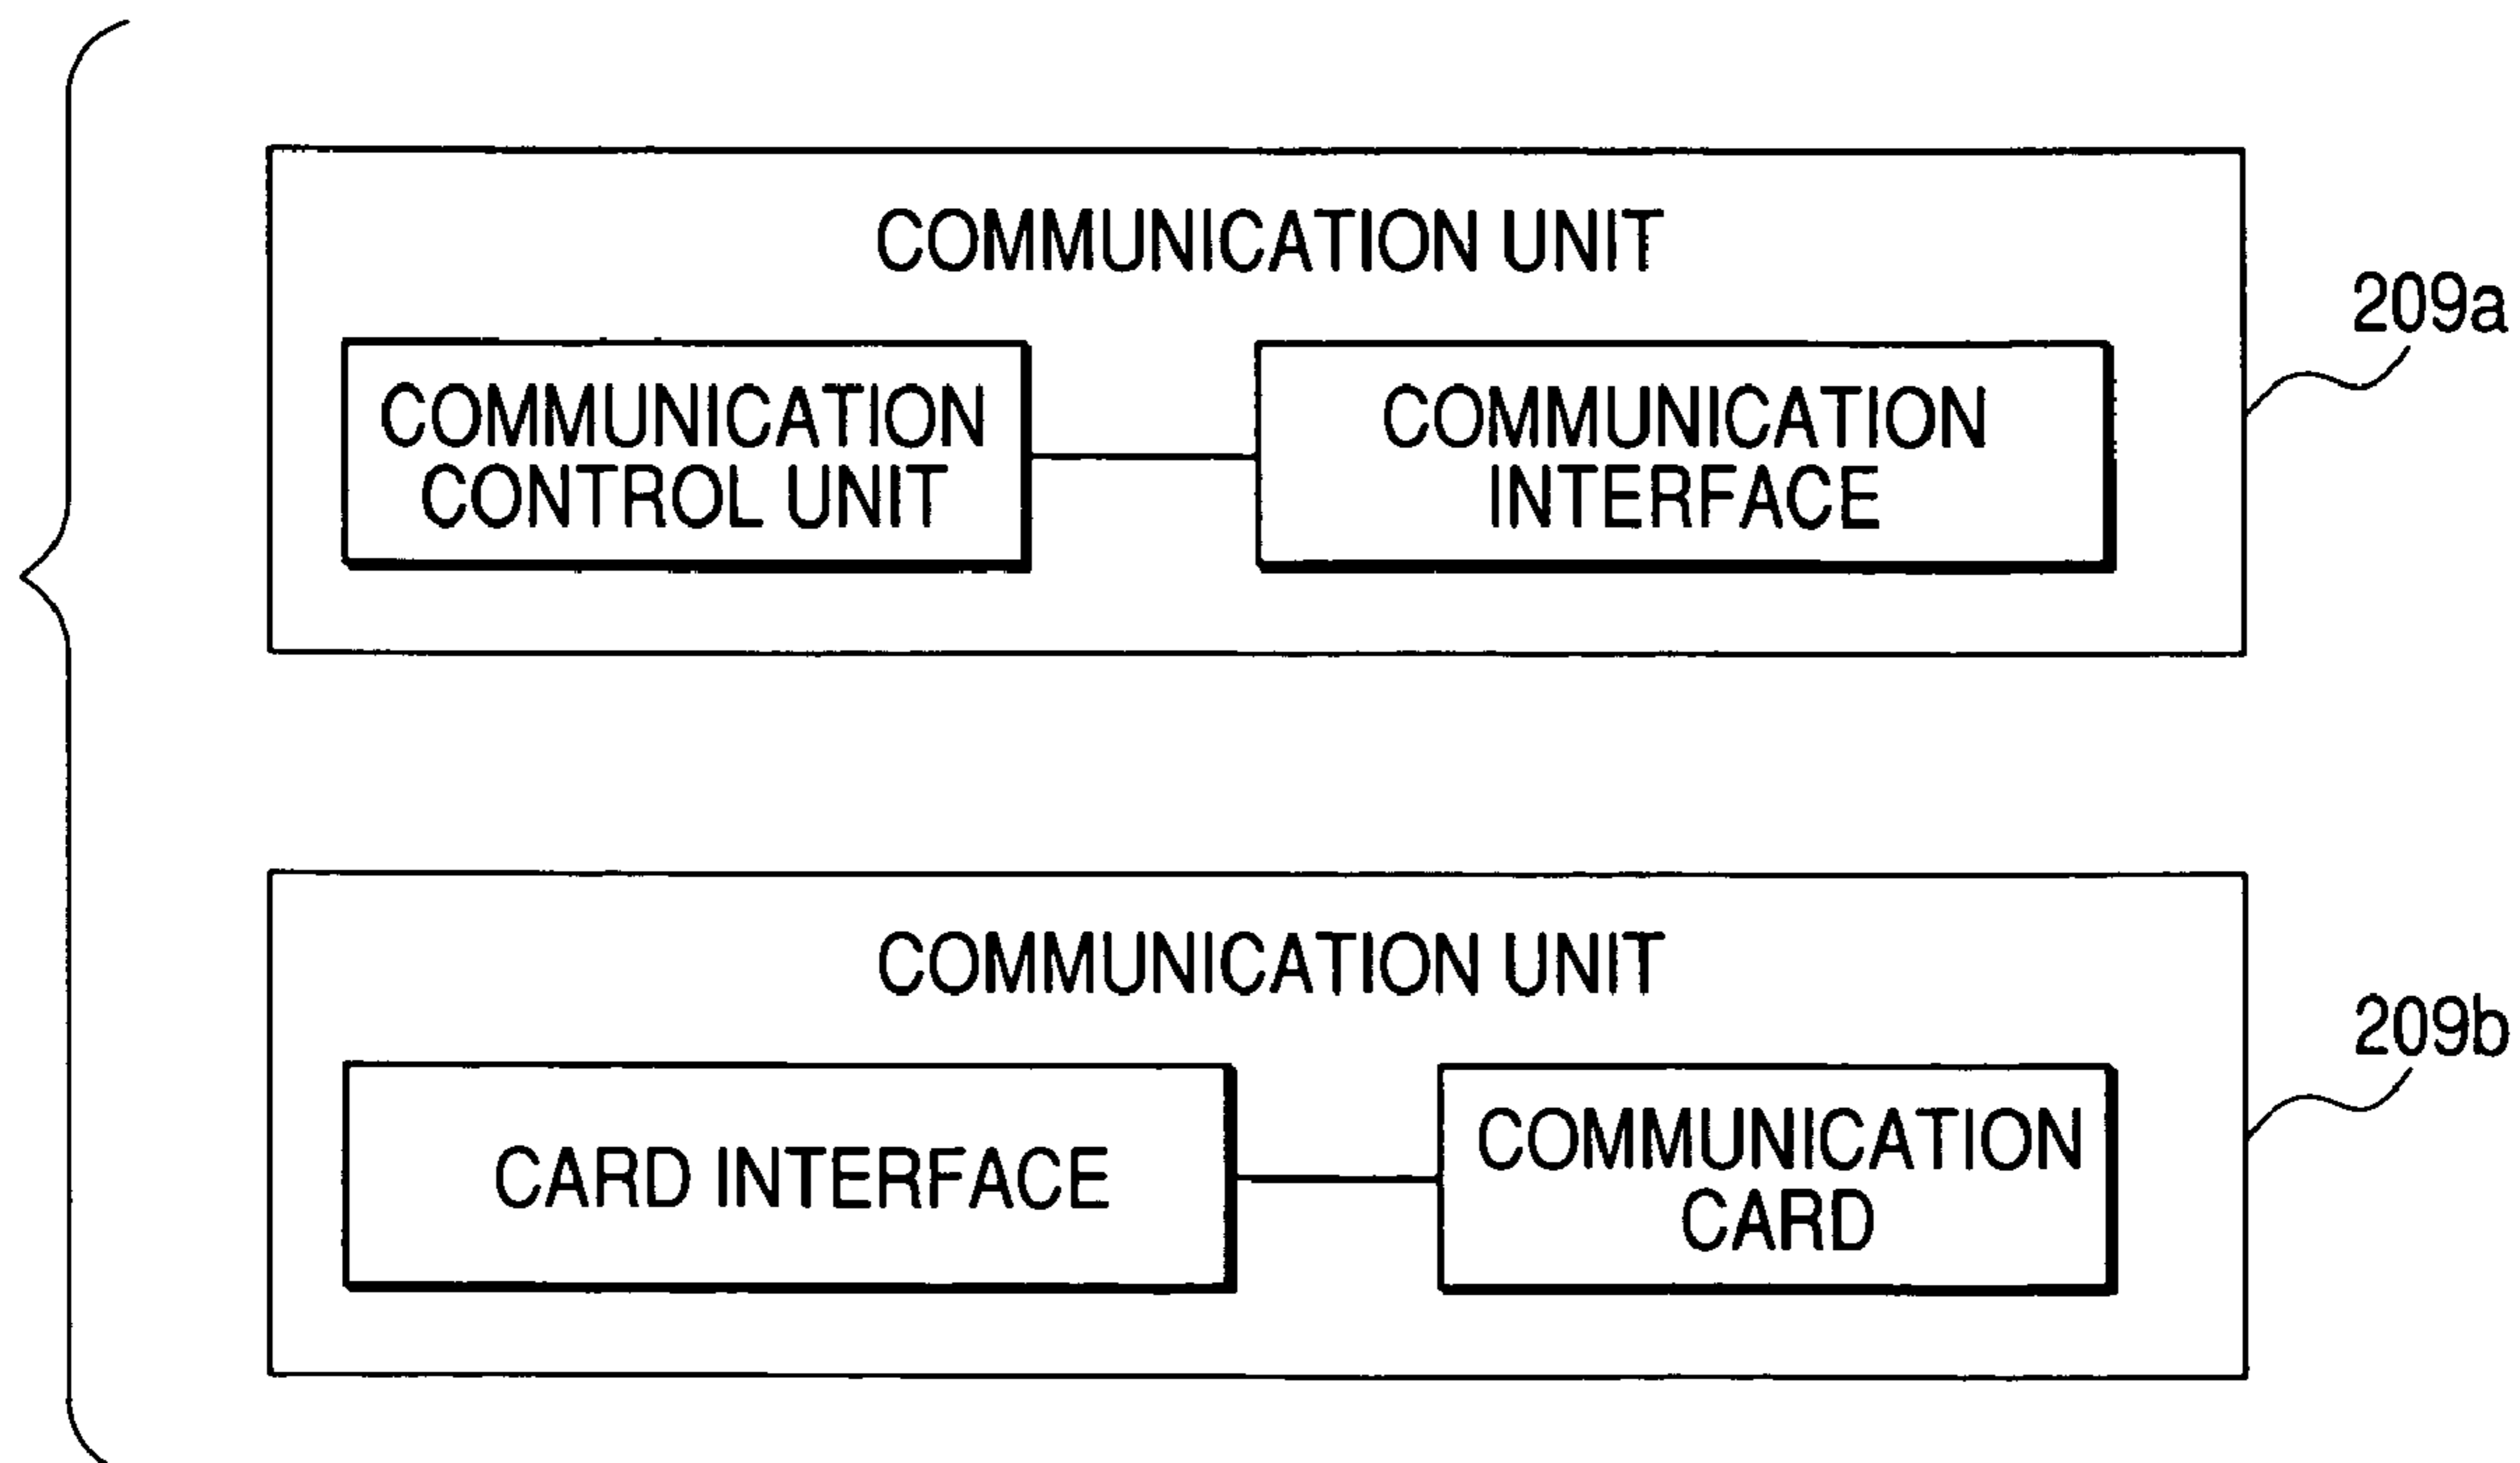 COMMUNICATION UNIT
209a
COMMUNICATION
CONTROL UNIT
COMMUNICATION
INTERFACE
COMMUNICATION UNIT
209b
CARD INTERFACE
COMMUNICATION
CARD